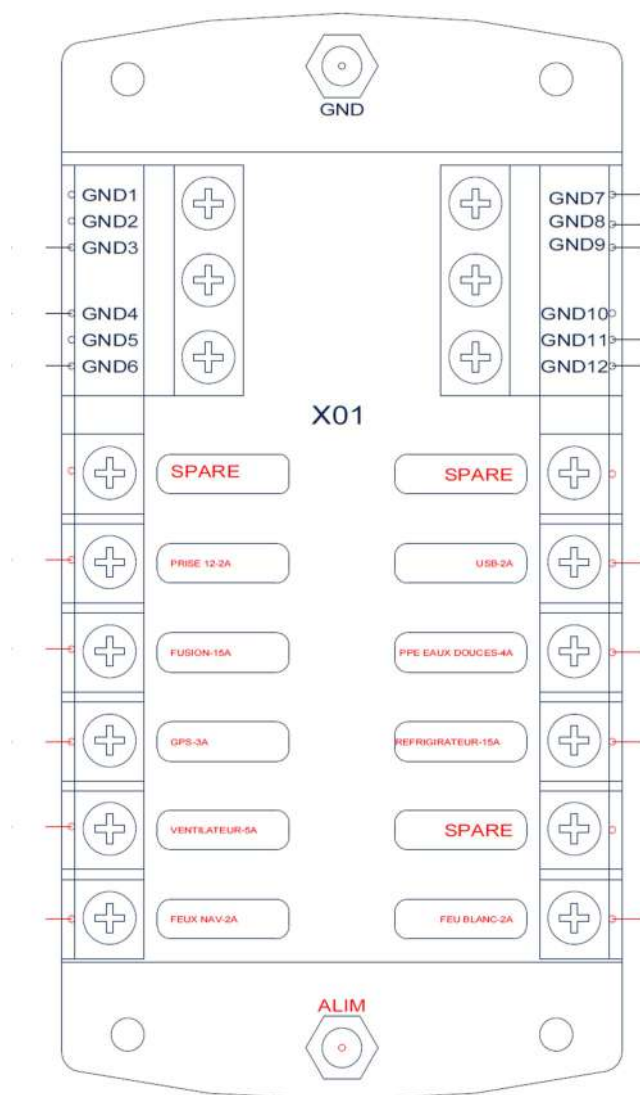 GND
GND1
GND7
GND2
GND8
GND3
GND9
GND4
GND10
GND5
GND11
GND6
GND12
X01
SPARE
SPARE
PRISE 12-2A
USB-2A
FUSION-15A
PPE EAUX DOUCES-4A
GPS-3A
REFRIGIRATEUR-15A
VENTILATEUR-5A
SPARE
FEUX NAV-2A
FEU BLANC-2A
ALIM